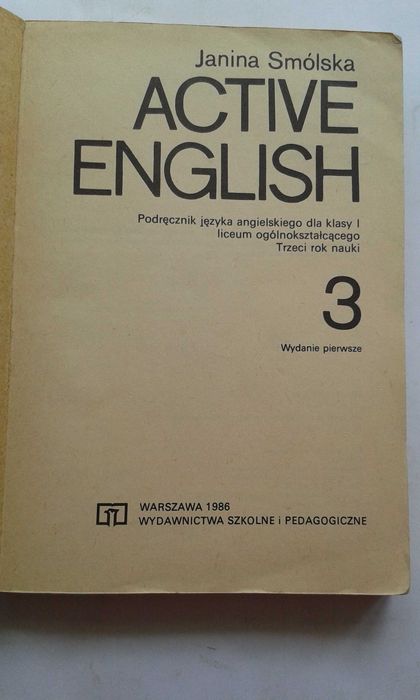 Janina Smólska
ACTIVE
ENGLISH
Podręcznik języka angielskiego dla klasy I
liceum ogólnokształcącego
Trzeci rok nauki
3
Wydanie pierwsze
WARSZAWA 1986
WYDAWNICTWA SZKOLNE i PEDAGOGICZNE